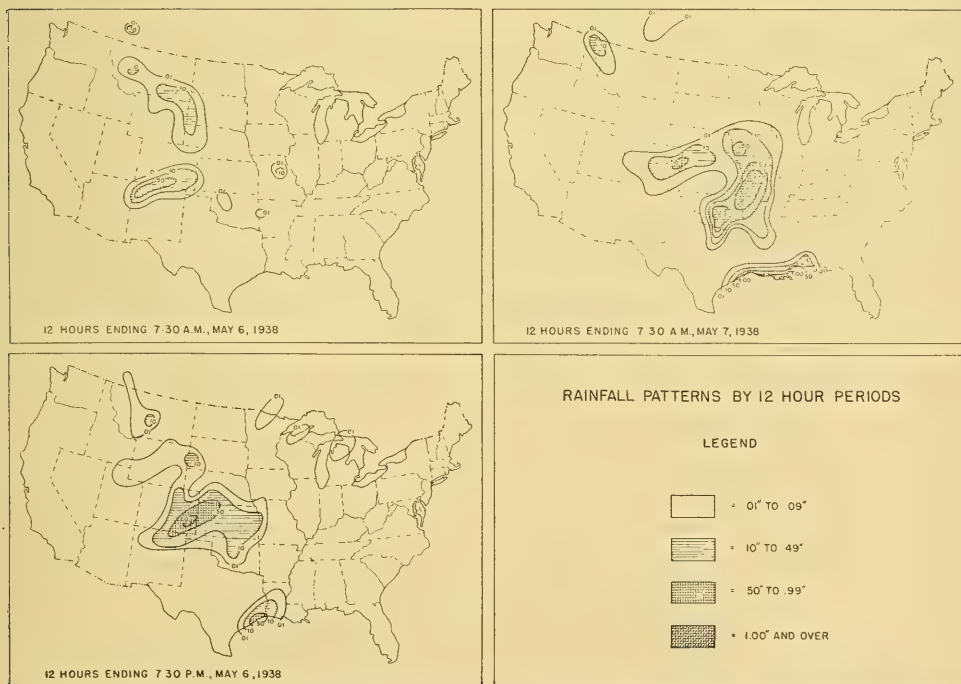 12 HOURS ENDING 7:30 A.M., MAY 6, 1938
12 HOURS ENDING 7 30 A.M., MAY 7, 1938
12 HOURS ENDING 7 30 P.M., MAY 6, 1938
RAINFALL PATTERNS BY 12 HOUR PERIODS
LEGEND
= 01" TO 09"
= 10" TO 49"
= 50" TO .99"
= 1.00" AND OVER